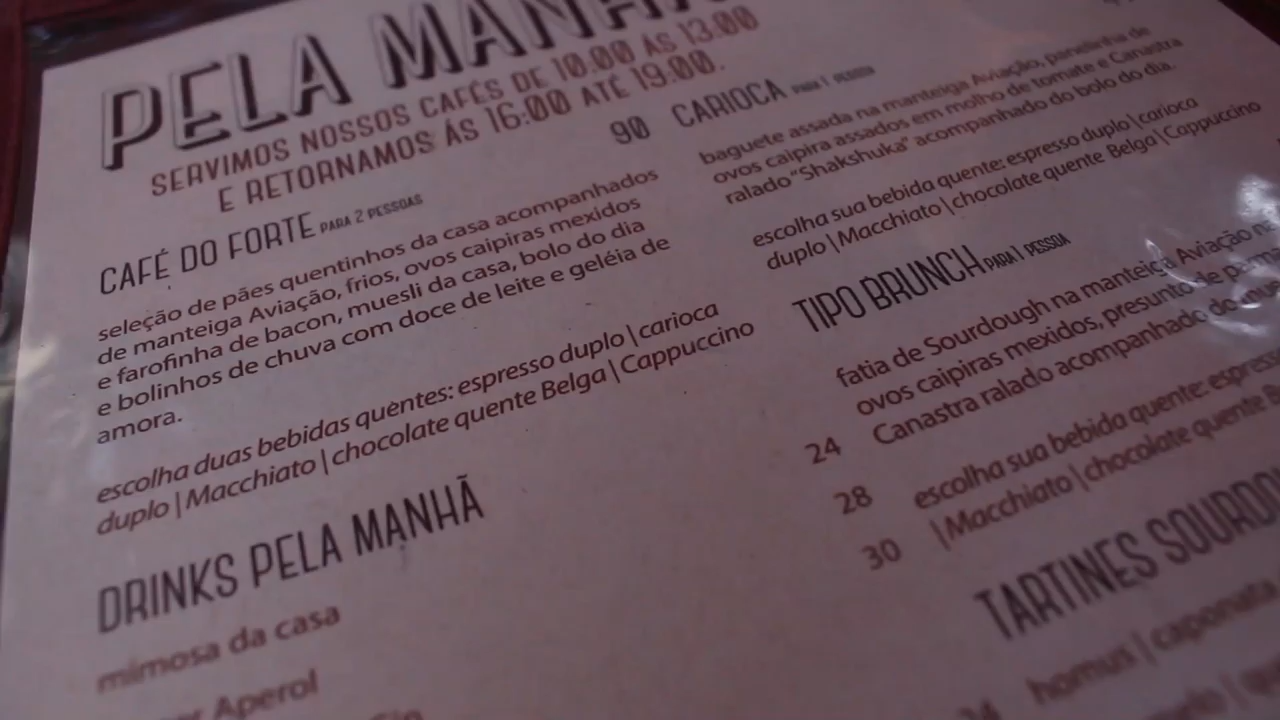 PELA MANHÃ
SERVIMOS NOSSOS CAFÉS DE 10:00 ÀS 13:00
E RETORNAMOS ÁS 16:00 ATÉ 19:00.
CAFÉ DO FORTE PARA 2 PESSOAS
90
seleção de pães quentinhos da casa acompanhados
de manteiga Aviação, frios, ovos caipiras mexidos
e farofinha de bacon, muesli da casa, bolo do dia
e bolinhos de chuva com doce de leite e geléia de
amora.
escolha duas bebidas quentes: espresso duplo | carioca
duplo | Macchiato | chocolate quente Belga | Cappuccino
DRINKS PELA MANHÃ
mimosa da casa
24
Aperol
28
Gin
30
CARIOCA PARA 1 PESSOA
baguete assada na manteiga Aviação, panelinha de
ovos caipira assados em molho de tomate e Canastra
ralado "Shakshuka" acompanhado do bolo do dia.
escolha sua bebida quente: espresso duplo | carioca
duplo | Macchiato | chocolate quente Belga | Cappuccino
TIPO BRUNCH PARA 1 PESSOA
fatia de Sourdough na manteiga Aviação
ovos caipiras mexidos, presunto de
Canastra ralado acompanhado do
escolha sua bebida quente:
| Macchiato | chocolate quente
TARTINES
homus | caponata